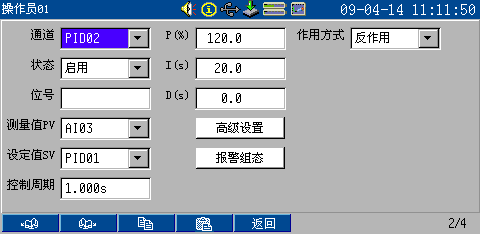 操作员01 09-04-14 11:11:50
通道 PID02 P(%) 120.0 作用方式 反作用
状态 启用 I(s) 20.0
位号 D(s) 0.0
测量值PV AI03 高级设置
设定值SV PID01 报警组态
控制周期 1.000s
返回 2/4